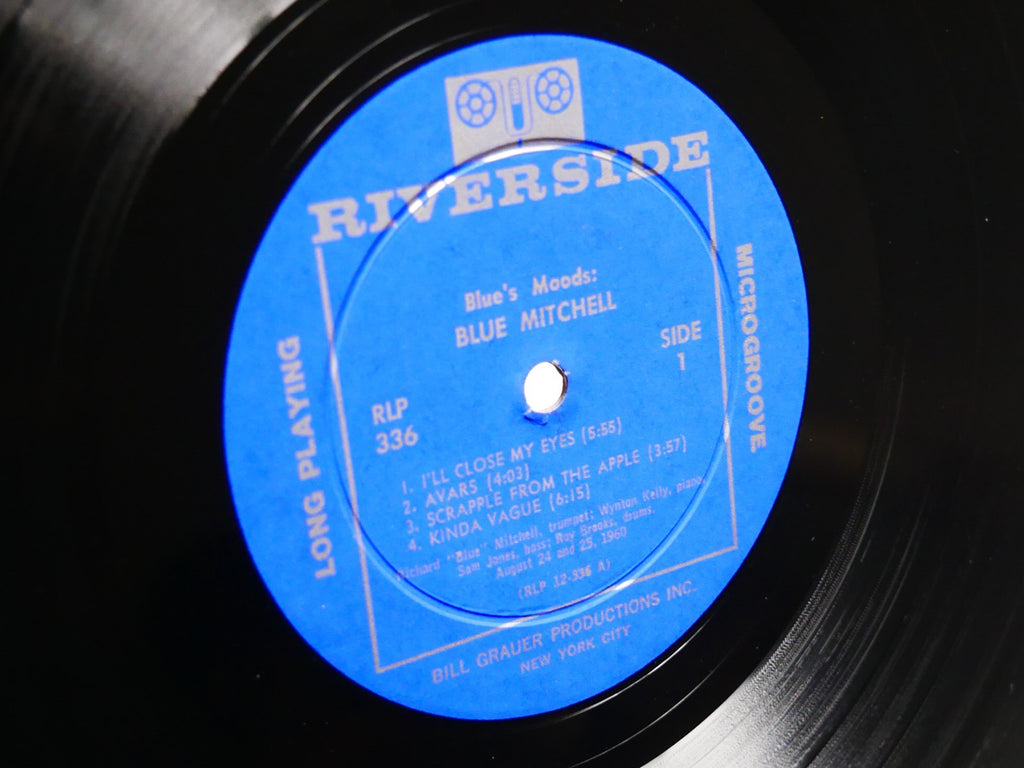 RIVERSIDE
Blue's Moods:
BLUE MITCHELL
SIDE
1
RLP
336
1. I'LL CLOSE MY EYES (5:55)
2. AVARS (4:03)
3. SCRAPPLE FROM THE APPLE (3:57)
4. KINDA VAGUE (6:15)
Richard "Blue" Mitchell, trumpet; Wynton Kelly, piano;
Sam Jones, bass; Roy Brooks, drums.
August 24 and 25, 1960
(RLP 12-336 A)
LONG PLAYING
MICROGROOVE.
BILL GRAUER PRODUCTIONS INC.
NEW YORK CITY